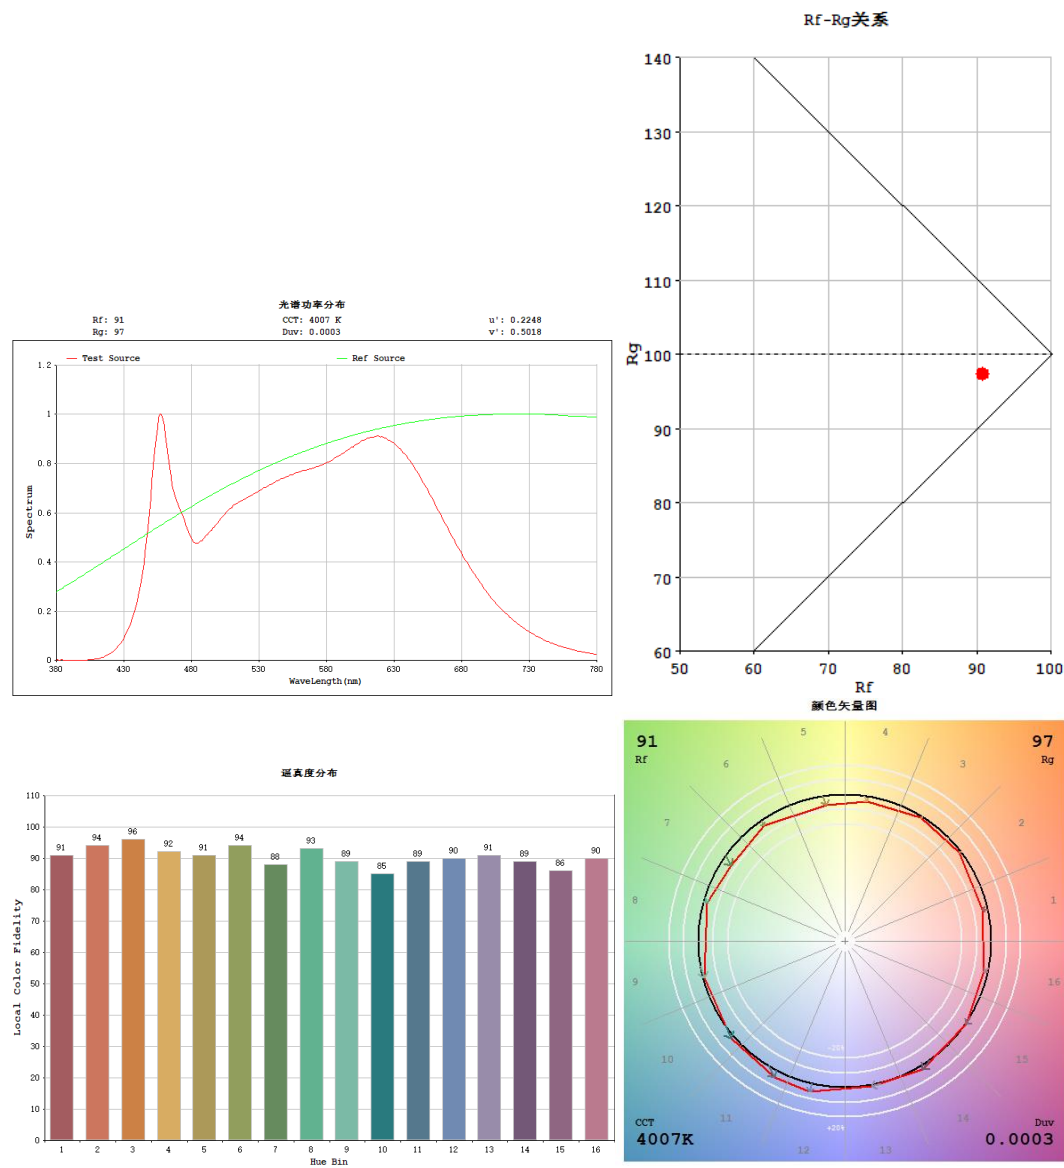 Rf-Rg关系
140
130
120
110
100
90
80
70
60
Rg
50 60 70 80 90 100
Rf
光谱功率分布
Rf: 91 CCT: 4007 K u': 0.2248
Rg: 97 Duv: 0.0003 v': 0.5018
Test Source Ref Source
1.2
1
0.8
0.6
0.4
0.2
0
Spectrum
380 430 480 530 580 630 680 730 780
WaveLength(nm)
逼真度分布
110
100
90
80
70
60
50
40
30
20
10
0
Local Color Fidelity
91 94 96 92 91 94 88 93 89 85 89 90 91 89 86 90
1 2 3 4 5 6 7 8 9 10 11 12 13 14 15 16
Hue Bin
颜色矢量图
91
Rf
97
Rg
5 4
6 3
7 2
8 1
9 16
10 15
11 14
12 13
-20%
+20%
CCT
4007K
Duv
0.0003